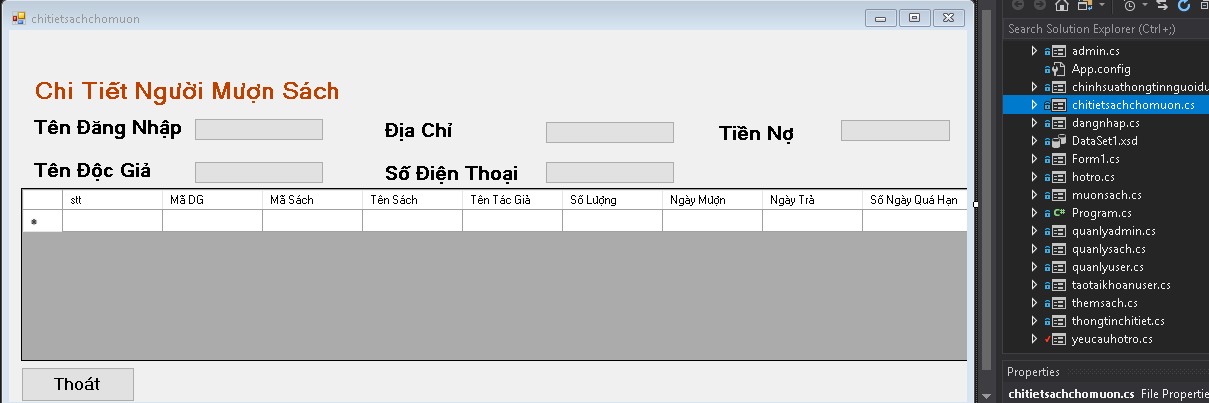 chitietsachchomuon
Chi Tiết Người Mượn Sách
Tên Đăng Nhập
Địa Chỉ
Tiền Nợ
Tên Độc Giả
Số Điện Thoại
stt Mã DG Mã Sách Tên Sách Tên Tác Giả Số Lượng Ngày Mượn Ngày Trả Số Ngày Quá Hạn
Thoát
Search Solution Explorer (Ctrl+;)
admin.cs
App.config
chinhsuathongtinnguoidu
chitietsachchomuon.cs
dangnhap.cs
DataSet1.xsd
Form1.cs
hotro.cs
muonsach.cs
C# Program.cs
quanlyadmin.cs
quanlysach.cs
quanlyuser.cs
taotaikhoanuser.cs
themsach.cs
thongtinchitiet.cs
yeucauhotro.cs
Properties
chitietsachchomuon.cs File Propertie